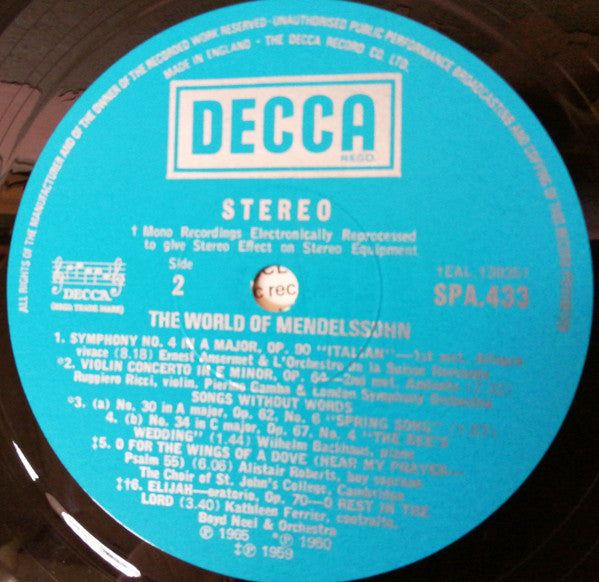 ALL RIGHTS OF THE MANUFACTURER AND OF THE OWNER OF THE RECORDED WORK RESERVED · UNAUTHORISED PUBLIC PERFORMANCE BROADCASTING AND COPYING OF THIS RECORD PROHIBITED
MADE IN ENGLAND · THE DECCA RECORD CO. LTD.
DECCA
REGD.
STEREO
† Mono Recordings Electronically Reprocessed
to give Stereo Effect on Stereo Equipment
Side
2
DECCA
(REGD. TRADE MARK)
CL
c rec
SPA.433
THE WORLD OF MENDELSSOHN
1. SYMPHONY NO. 4 IN A MAJOR, OP. 90 "ITALIAN"—1st mvt. Allegro
vivace (8.18) Ernest Ansermet & L'Orchestre de la Suisse Romande
*2. VIOLIN CONCERTO IN E MINOR, OP. 64—2nd mvt. Andante
Ruggiero Ricci, violin, Pierino Gamba & London Symphony Orchestra
SONGS WITHOUT WORDS
*3. (a) No. 30 in A major, Op. 62, No. 6 "SPRING SONG"
4. (b) No. 34 in C major, Op. 67, No. 4 "THE BEE'S
WEDDING" (1.44) Wilhelm Backhaus, piano
‡5. O FOR THE WINGS OF A DOVE (HEAR MY PRAYER—
Psalm 55) (6.06) Alistair Roberts, boy soprano
The Choir of St. John's College, Cambridge
‡†6. ELIJAH—oratorio, Op. 70—O REST IN THE
LORD (3.40) Kathleen Ferrier, contralto,
Boyd Neel & Orchestra
℗ 1965 *℗ 1960
‡℗ 1959